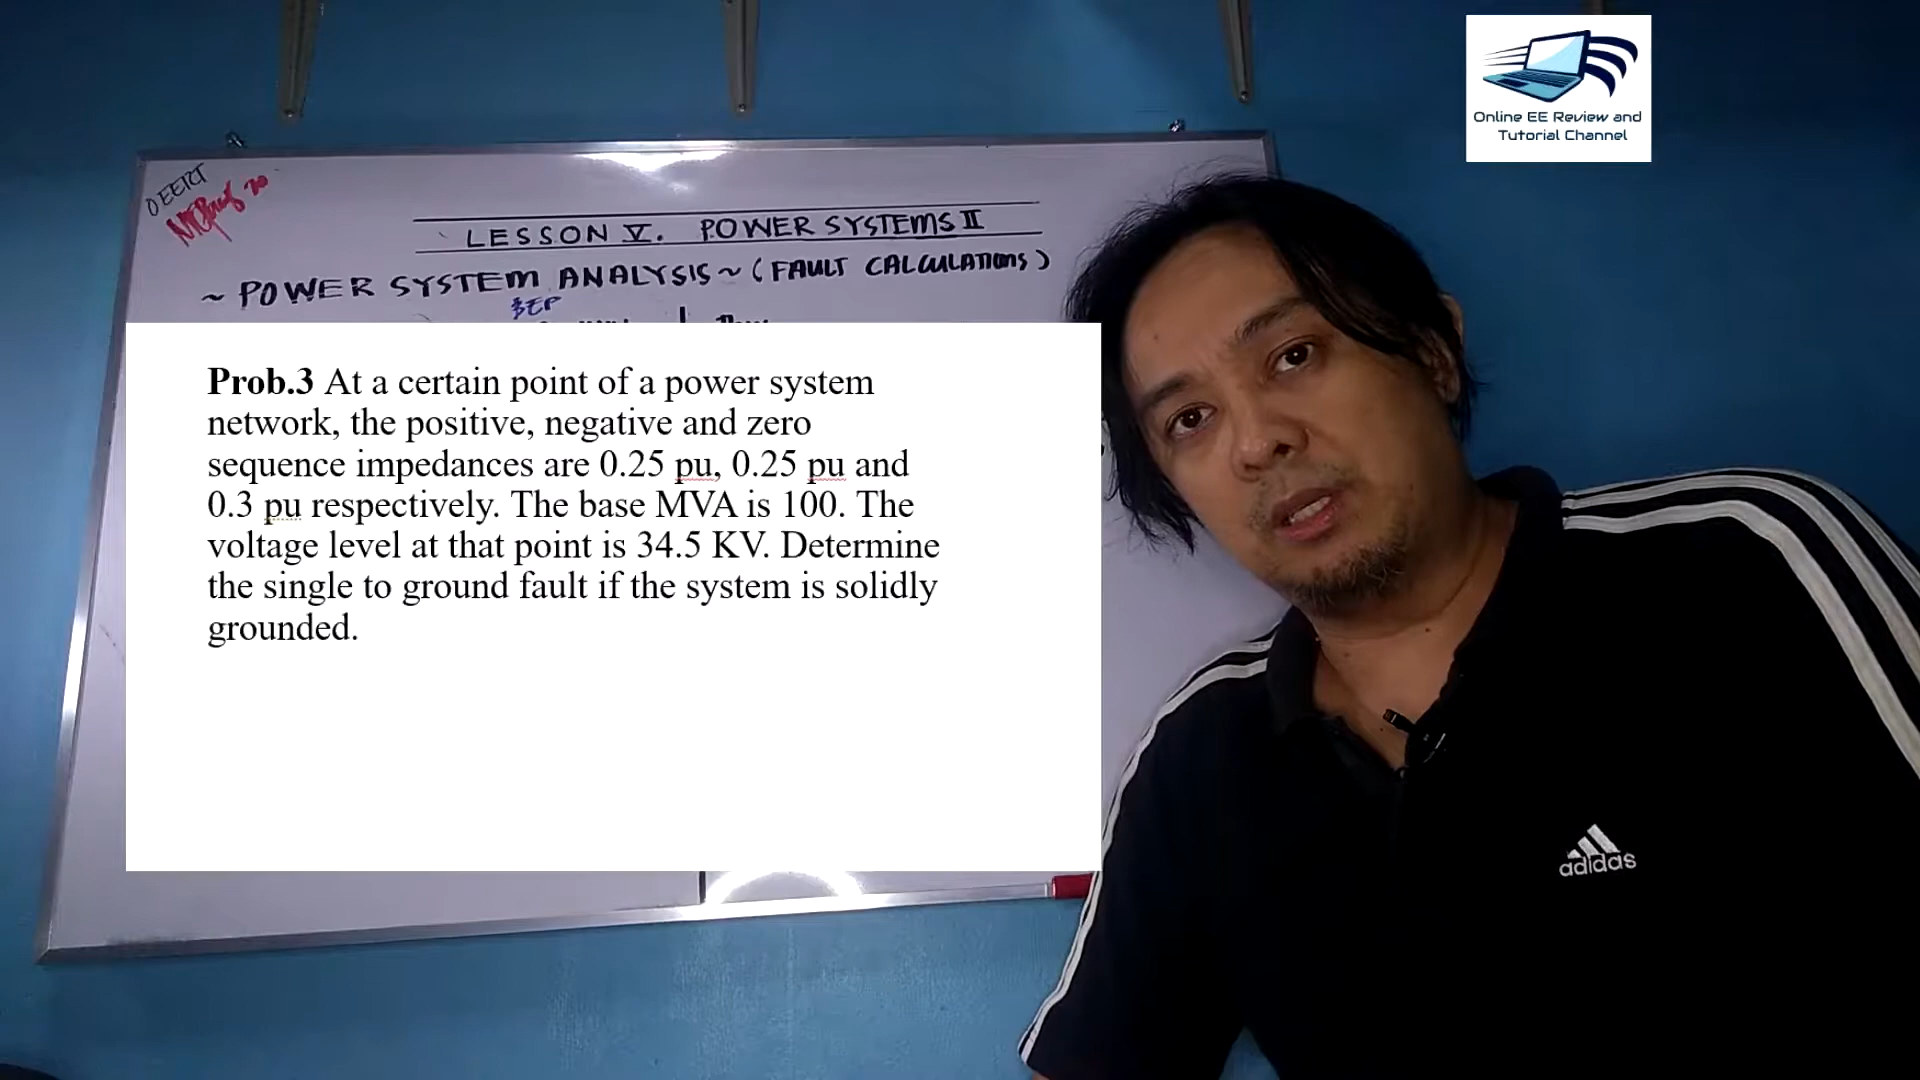 Online EE Review and
Tutorial Channel
OEERT
LESSON V. POWER SYSTEMS II
~ POWER SYSTEM ANALYSIS ~ (FAULT CALCULATIONS)
Prob.3 At a certain point of a power system
network, the positive, negative and zero
sequence impedances are 0.25 pu, 0.25 pu and
0.3 pu respectively. The base MVA is 100. The
voltage level at that point is 34.5 KV. Determine
the single to ground fault if the system is solidly
grounded.
adidas